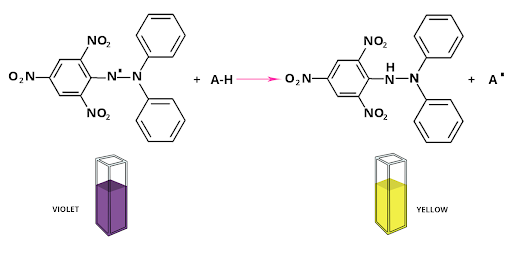 NO₂
O₂N
N•
N
NO₂
+
A-H
NO₂
O₂N
H
N
N
NO₂
+
A•
VIOLET
YELLOW